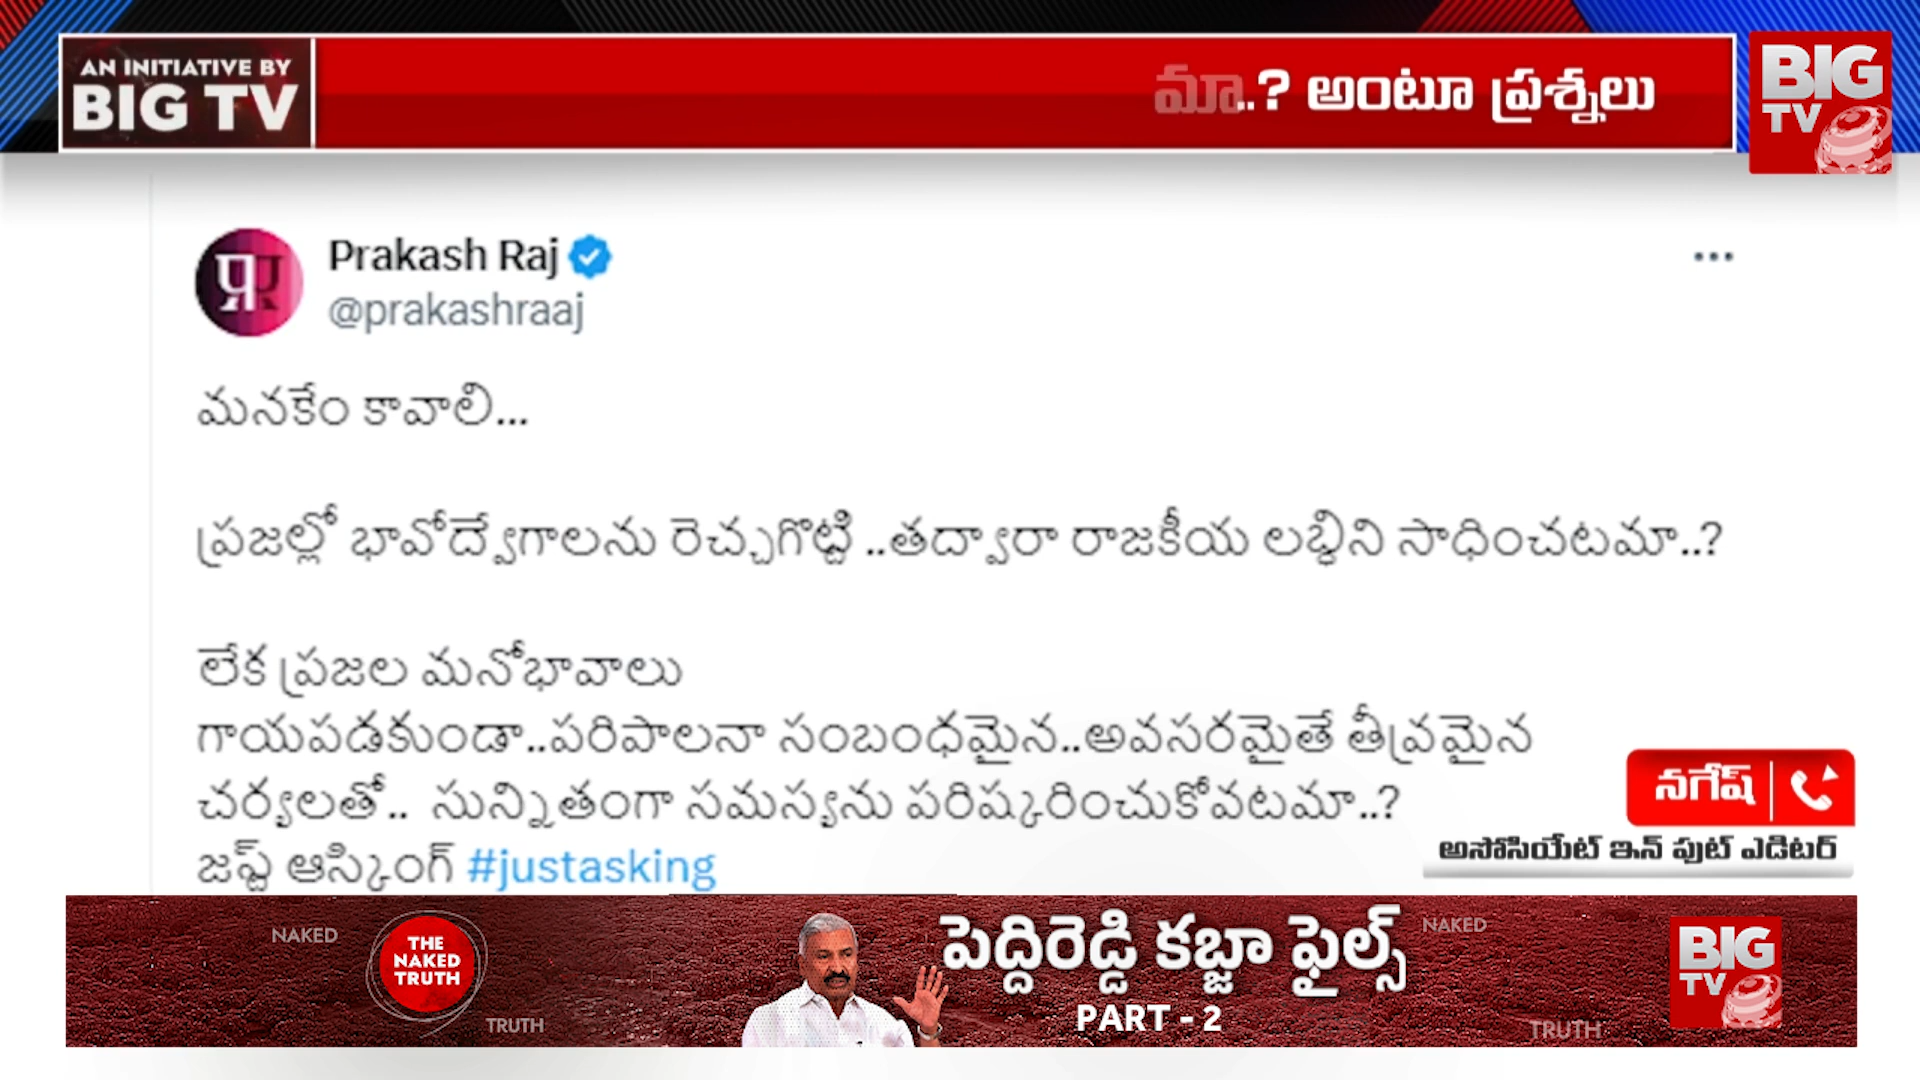 AN INITIATIVE BY
BIG TV
మా..? అంటూ ప్రశ్నలు
BIG
TV
Prakash Raj
@prakashraaj
మనకేం కావాలి...
ప్రజల్లో భావోద్వేగాలను రెచ్చగొట్టి ..తద్వారా రాజకీయ లబ్ధిని సాధించటమా..?
లేక ప్రజల మనోభావాలు
గాయపడకుండా..పరిపాలనా సంబంధమైన..అవసరమైతే తీవ్రమైన
చర్యలతో.. సున్నితంగా సమస్యను పరిష్కరించుకోవటమా..?
జస్ట్ ఆస్కింగ్ #justasking
నగేష్
అసోసియేట్ ఇన్ పుట్ ఎడిటర్
NAKED
THE
NAKED
TRUTH
TRUTH
పెద్దిరెడ్డి కబ్జా ఫైల్స్
PART - 2
NAKED
TRUTH
BIG
TV